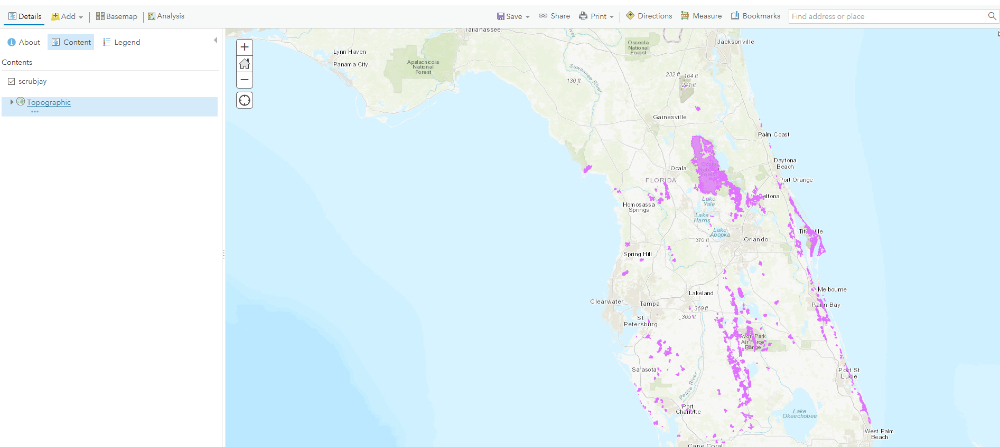 Details
Add
Basemap
Analysis
Save
Share
Print
Directions
Measure
Bookmarks
Find address or place
About
Content
Legend
Contents
scrubjay
Topographic
Tallahassee
Jacksonville
Lynn Haven
Panama City
Apalachicola
National
Forest
Osceola
National
Forest
Suwannee River
River
130 ft
232 ft
164 ft
241 ft
Gainesville
Palm Coast
Daytona
Beach
Ocala
Ocala
National
Forest
FLORIDA
Port Orange
Deltona
Lake
Yale
Homosassa
Springs
Lake
Harris
Lake
Apopka
310 ft
Titusville
Orlando
Spring Hill
Lakeland
Melbourne
Clearwater
Tampa
369 ft
365 ft
Palm Bay
St
Petersburg
Avon Park
Air Force
Range
Sarasota
Peace River
Port St
Lucie
Port
Charlotte
Lake
Okeechobee
West Palm
Beach
Cape Coral